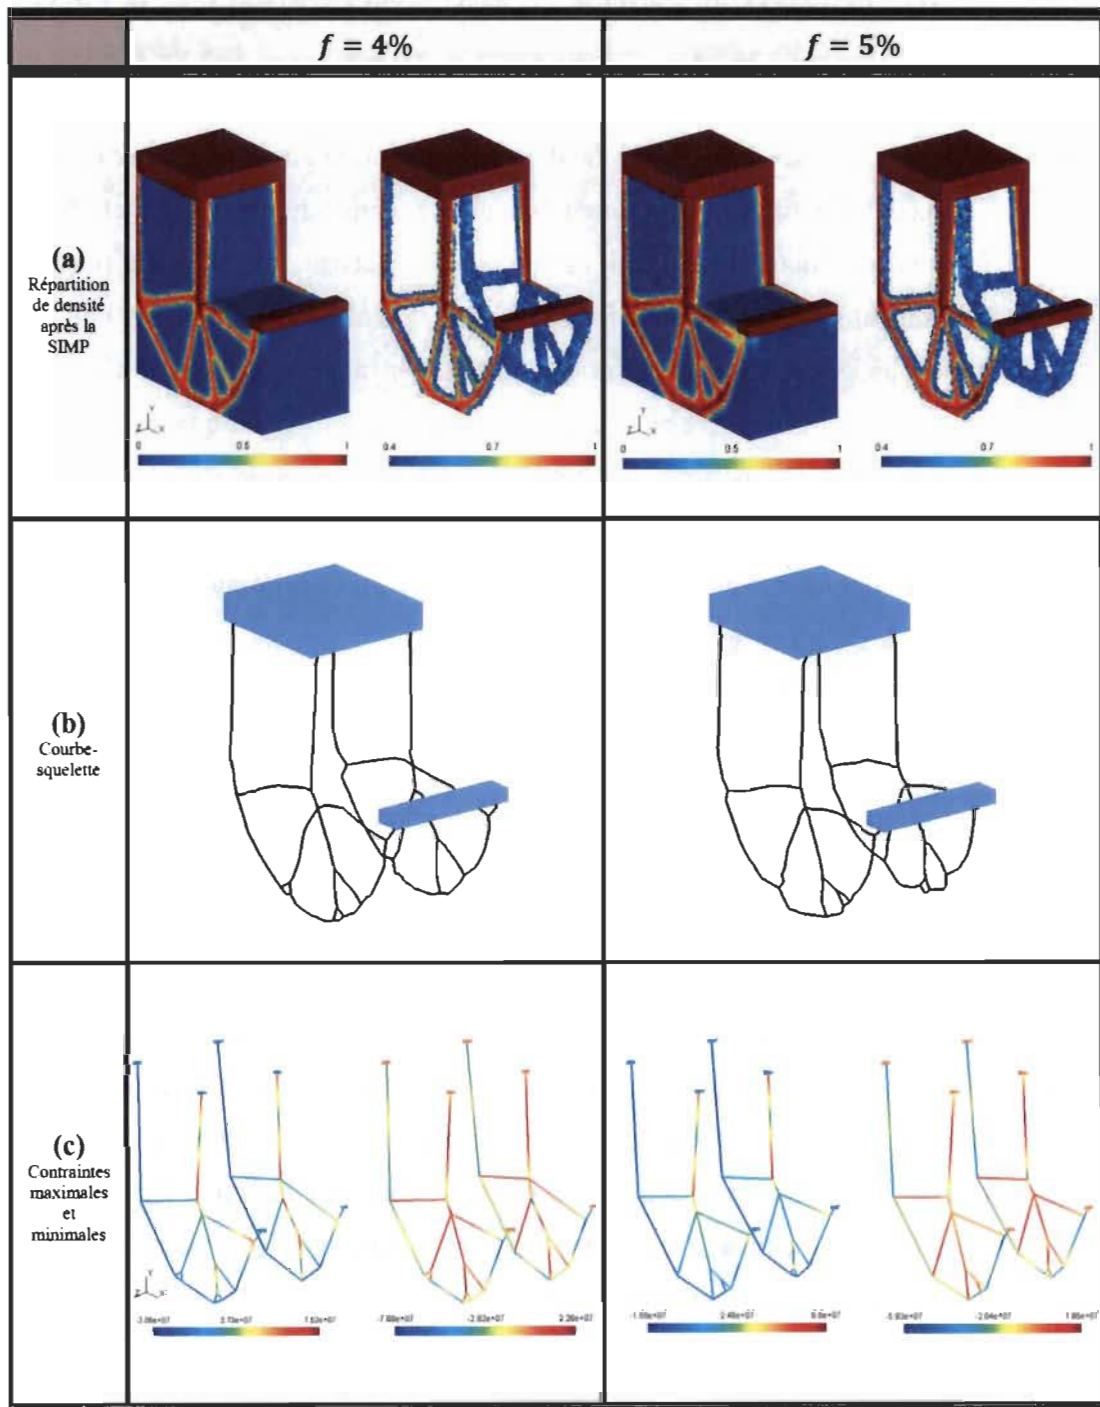 f = 4%
f = 5%
(a)
Répartition
de densité
après la
SIMP
Y
Z
X
0
0.5
1
0.4
0.7
1
Y
Z
X
0
0.5
1
0.4
0.7
1
(b)
Courbe-
squelette
(c)
Contraintes
maximales
et
minimales
Y
Z
X